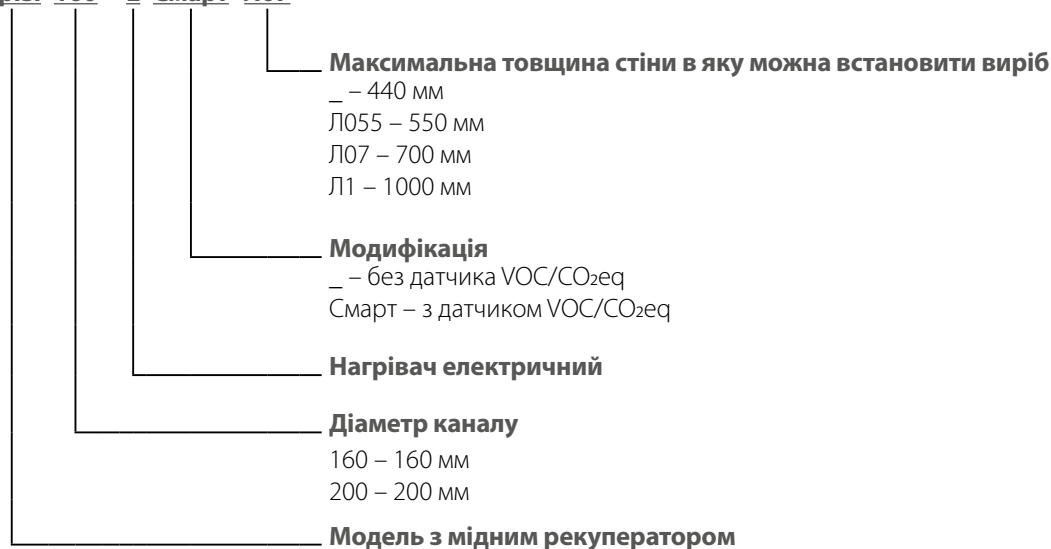 Максимальна товщина стіни в яку можна встановити виріб
_ – 440 мм
Л055 – 550 мм
Л07 – 700 мм
Л1 – 1000 мм
Модифікація
_ – без датчика VOC/CO₂eq
Смарт – з датчиком VOC/CO₂eq
Нагрівач електричний
Діаметр каналу
160 – 160 мм
200 – 200 мм
Модель з мідним рекуператором